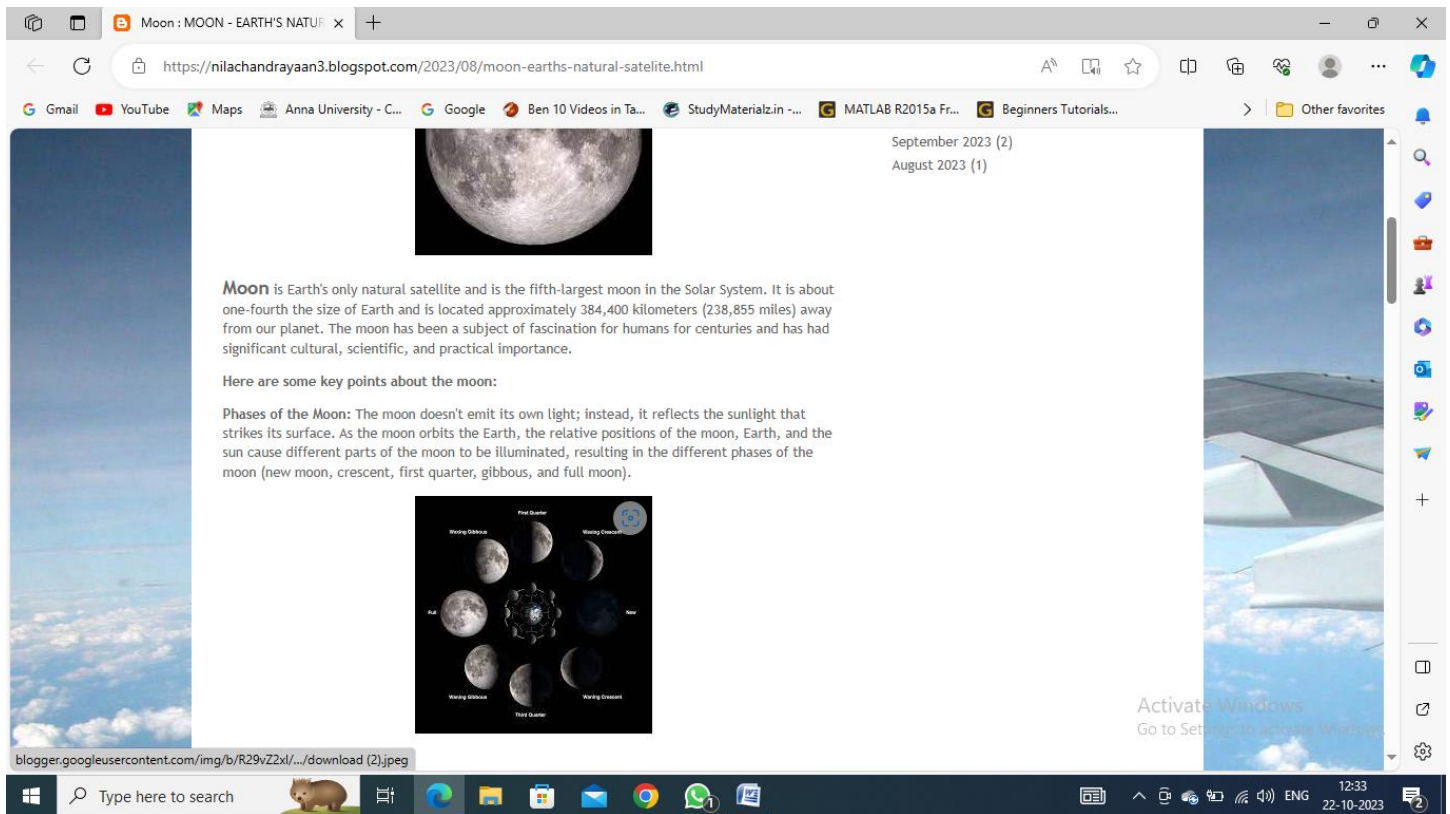 Moon : MOON - EARTH'S NATUR
https://nilachandrayaan3.blogspot.com/2023/08/moon-earths-natural-satelite.html
Gmail YouTube Maps Anna University - C... Google Ben 10 Videos in Ta... StudyMaterialz.in -... MATLAB R2015a Fr... Beginners Tutorials... Other favorites
September 2023 (2)
August 2023 (1)
Moon is Earth's only natural satellite and is the fifth-largest moon in the Solar System. It is about
one-fourth the size of Earth and is located approximately 384,400 kilometers (238,855 miles) away
from our planet. The moon has been a subject of fascination for humans for centuries and has had
significant cultural, scientific, and practical importance.
Here are some key points about the moon:
Phases of the Moon: The moon doesn't emit its own light; instead, it reflects the sunlight that
strikes its surface. As the moon orbits the Earth, the relative positions of the moon, Earth, and the
sun cause different parts of the moon to be illuminated, resulting in the different phases of the
moon (new moon, crescent, first quarter, gibbous, and full moon).
First Quarter
Waxing Gibbous Waxing Crescent
Full New
Waning Gibbous Waning Crescent
Third Quarter
Activate Windows
Go to Settings to activate Windows.
blogger.googleusercontent.com/img/b/R29vZ2xl/.../download (2).jpeg
Type here to search
1
ENG
12:33
22-10-2023
2